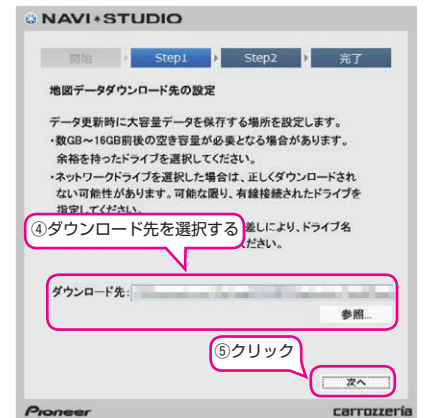 NAVI*STUDIO
開始 Step1 Step2 完了
地図データダウンロード先の設定
データ更新時に大容量データを保存する場所を設定します。
・数GB～16GB前後の空き容量が必要となる場合があります。
余裕を持ったドライブを選択してください。
・ネットワークドライブを選択した場合は、正しくダウンロードされ
ない可能性があります。可能な限り、有線接続されたドライブを
指定してください。
④ダウンロード先を選択する
差しにより、ドライブ名
ださい。
ダウンロード先:
参照...
⑤クリック
次へ
Pioneer carrozzeria